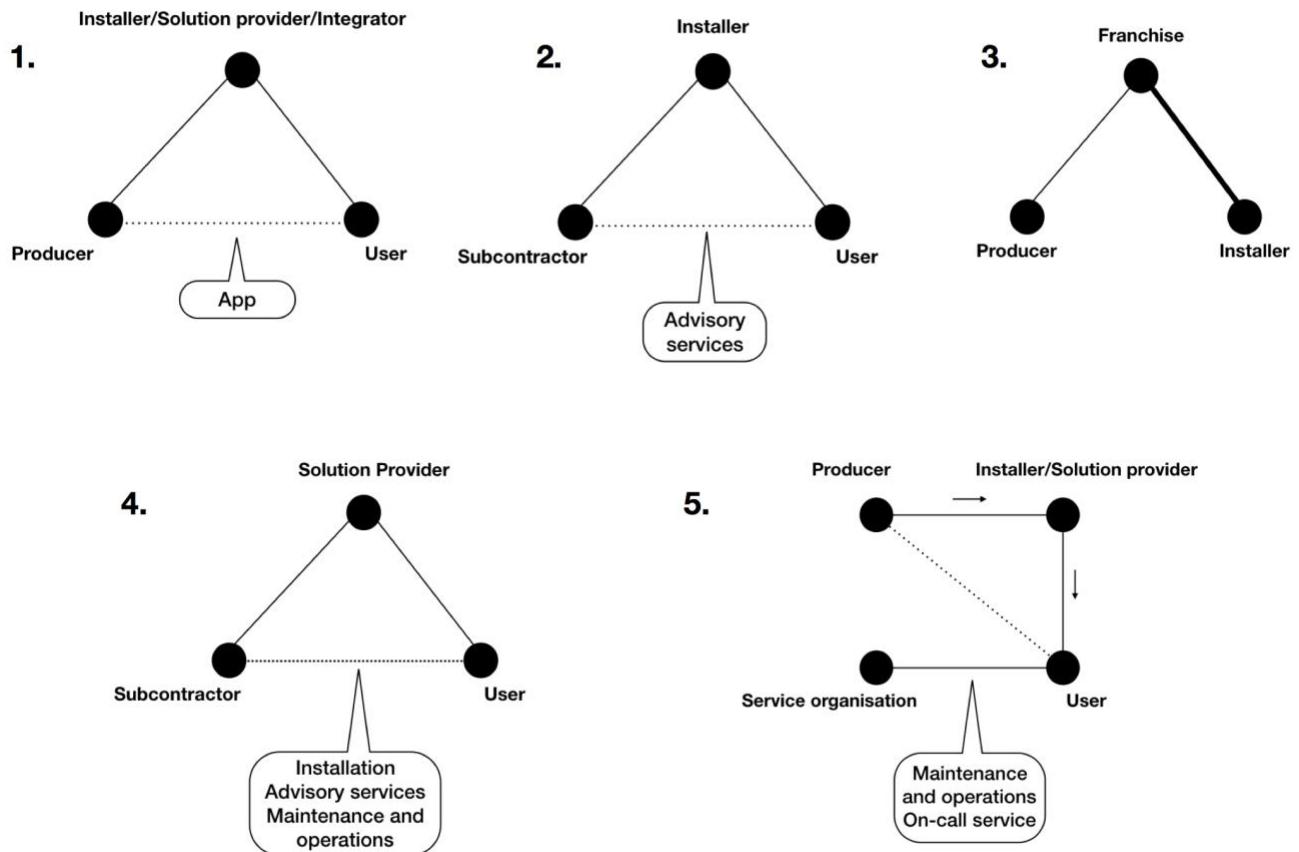 1.
Installer/Solution provider/Integrator
Producer
User
App
2.
Installer
Subcontractor
User
Advisory
services
3.
Franchise
Producer
Installer
4.
Solution Provider
Subcontractor
User
Installation
Advisory services
Maintenance and
operations
5.
Producer
Installer/Solution provider
Service organisation
User
Maintenance
and operations
On-call service